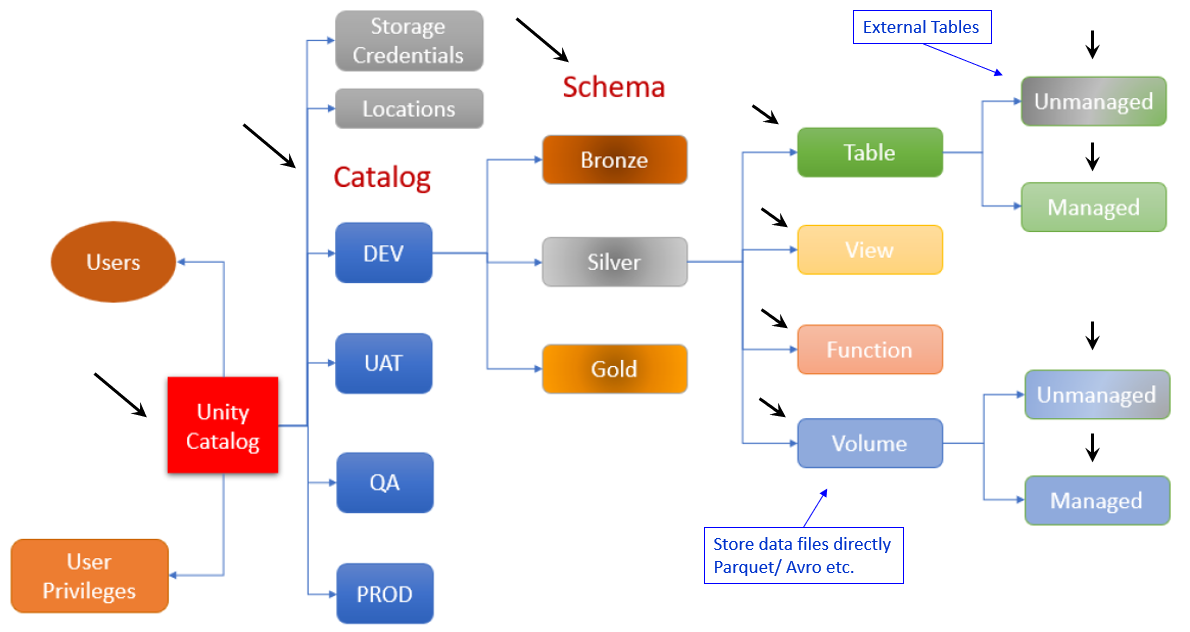 Storage
Credentials
Locations
Catalog
DEV
UAT
QA
PROD
Users
Unity
Catalog
User
Privileges
Schema
Bronze
Silver
Gold
Table
View
Function
Volume
External Tables
Unmanaged
Managed
Unmanaged
Managed
Store data files directly
Parquet/ Avro etc.